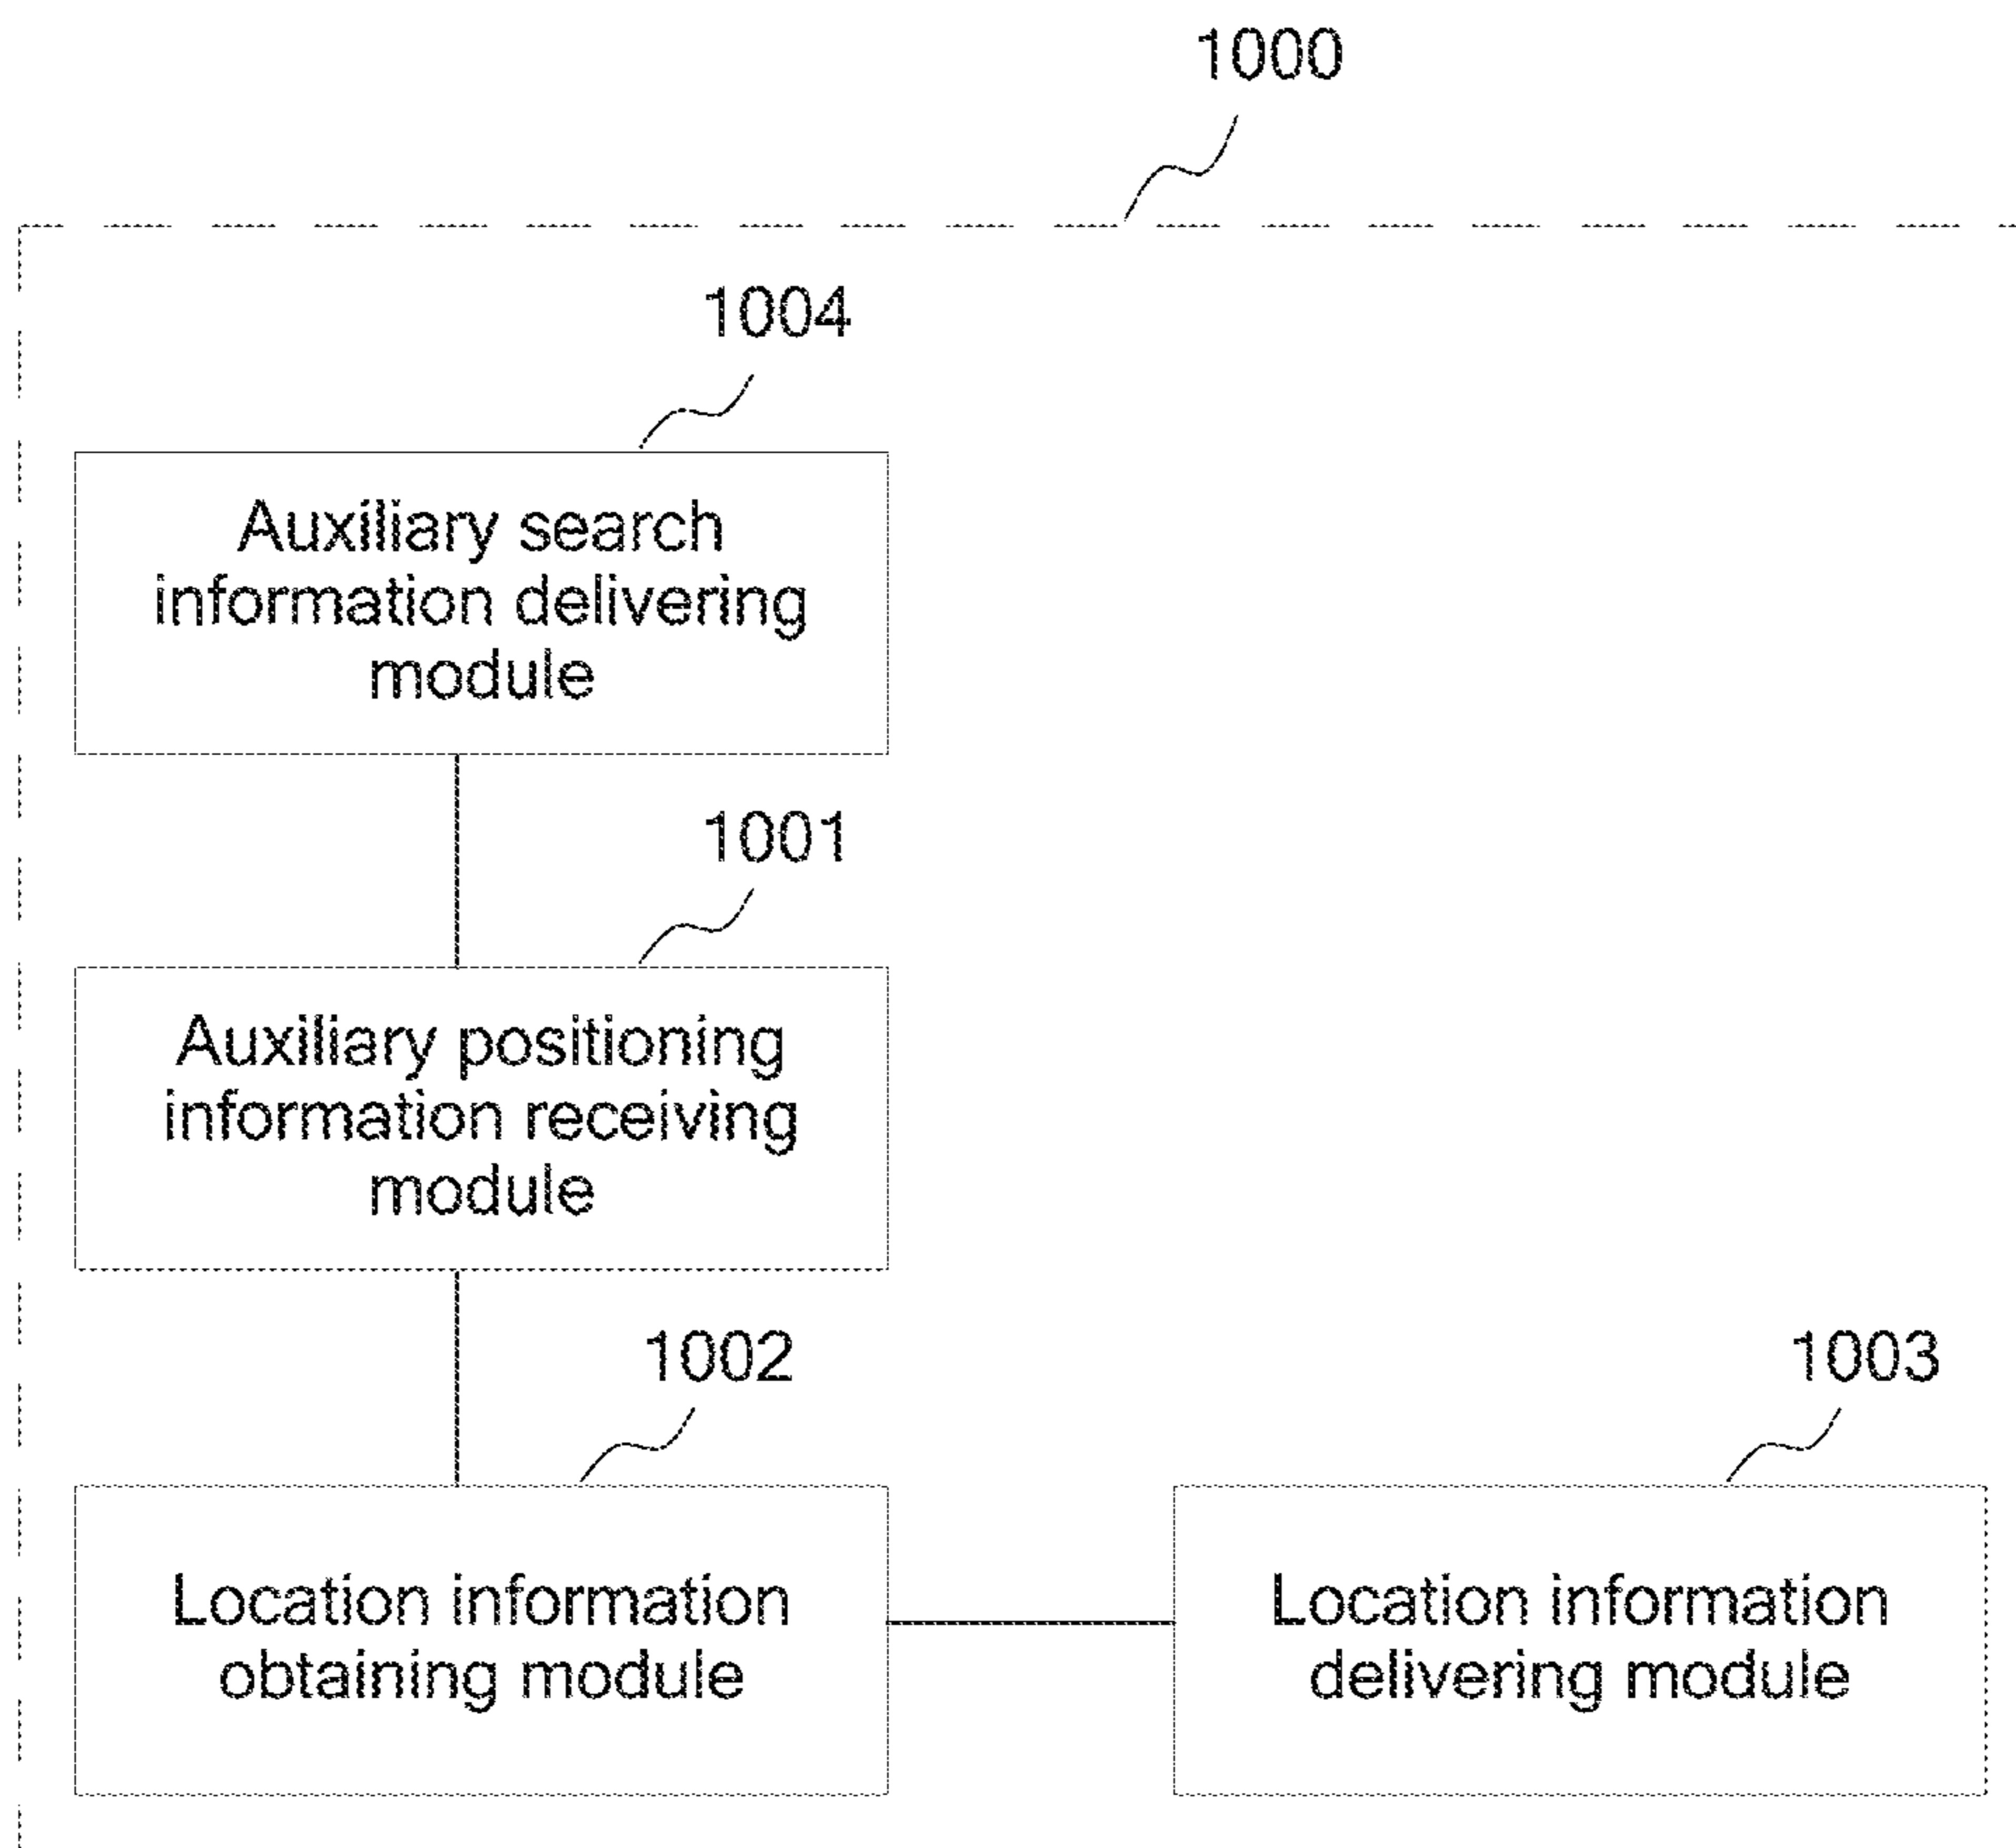 1000
1004
Auxiliary search
information delivering
module
1001
Auxiliary positioning
information receiving
module
1002
Location information
obtaining module
1003
Location information
delivering module